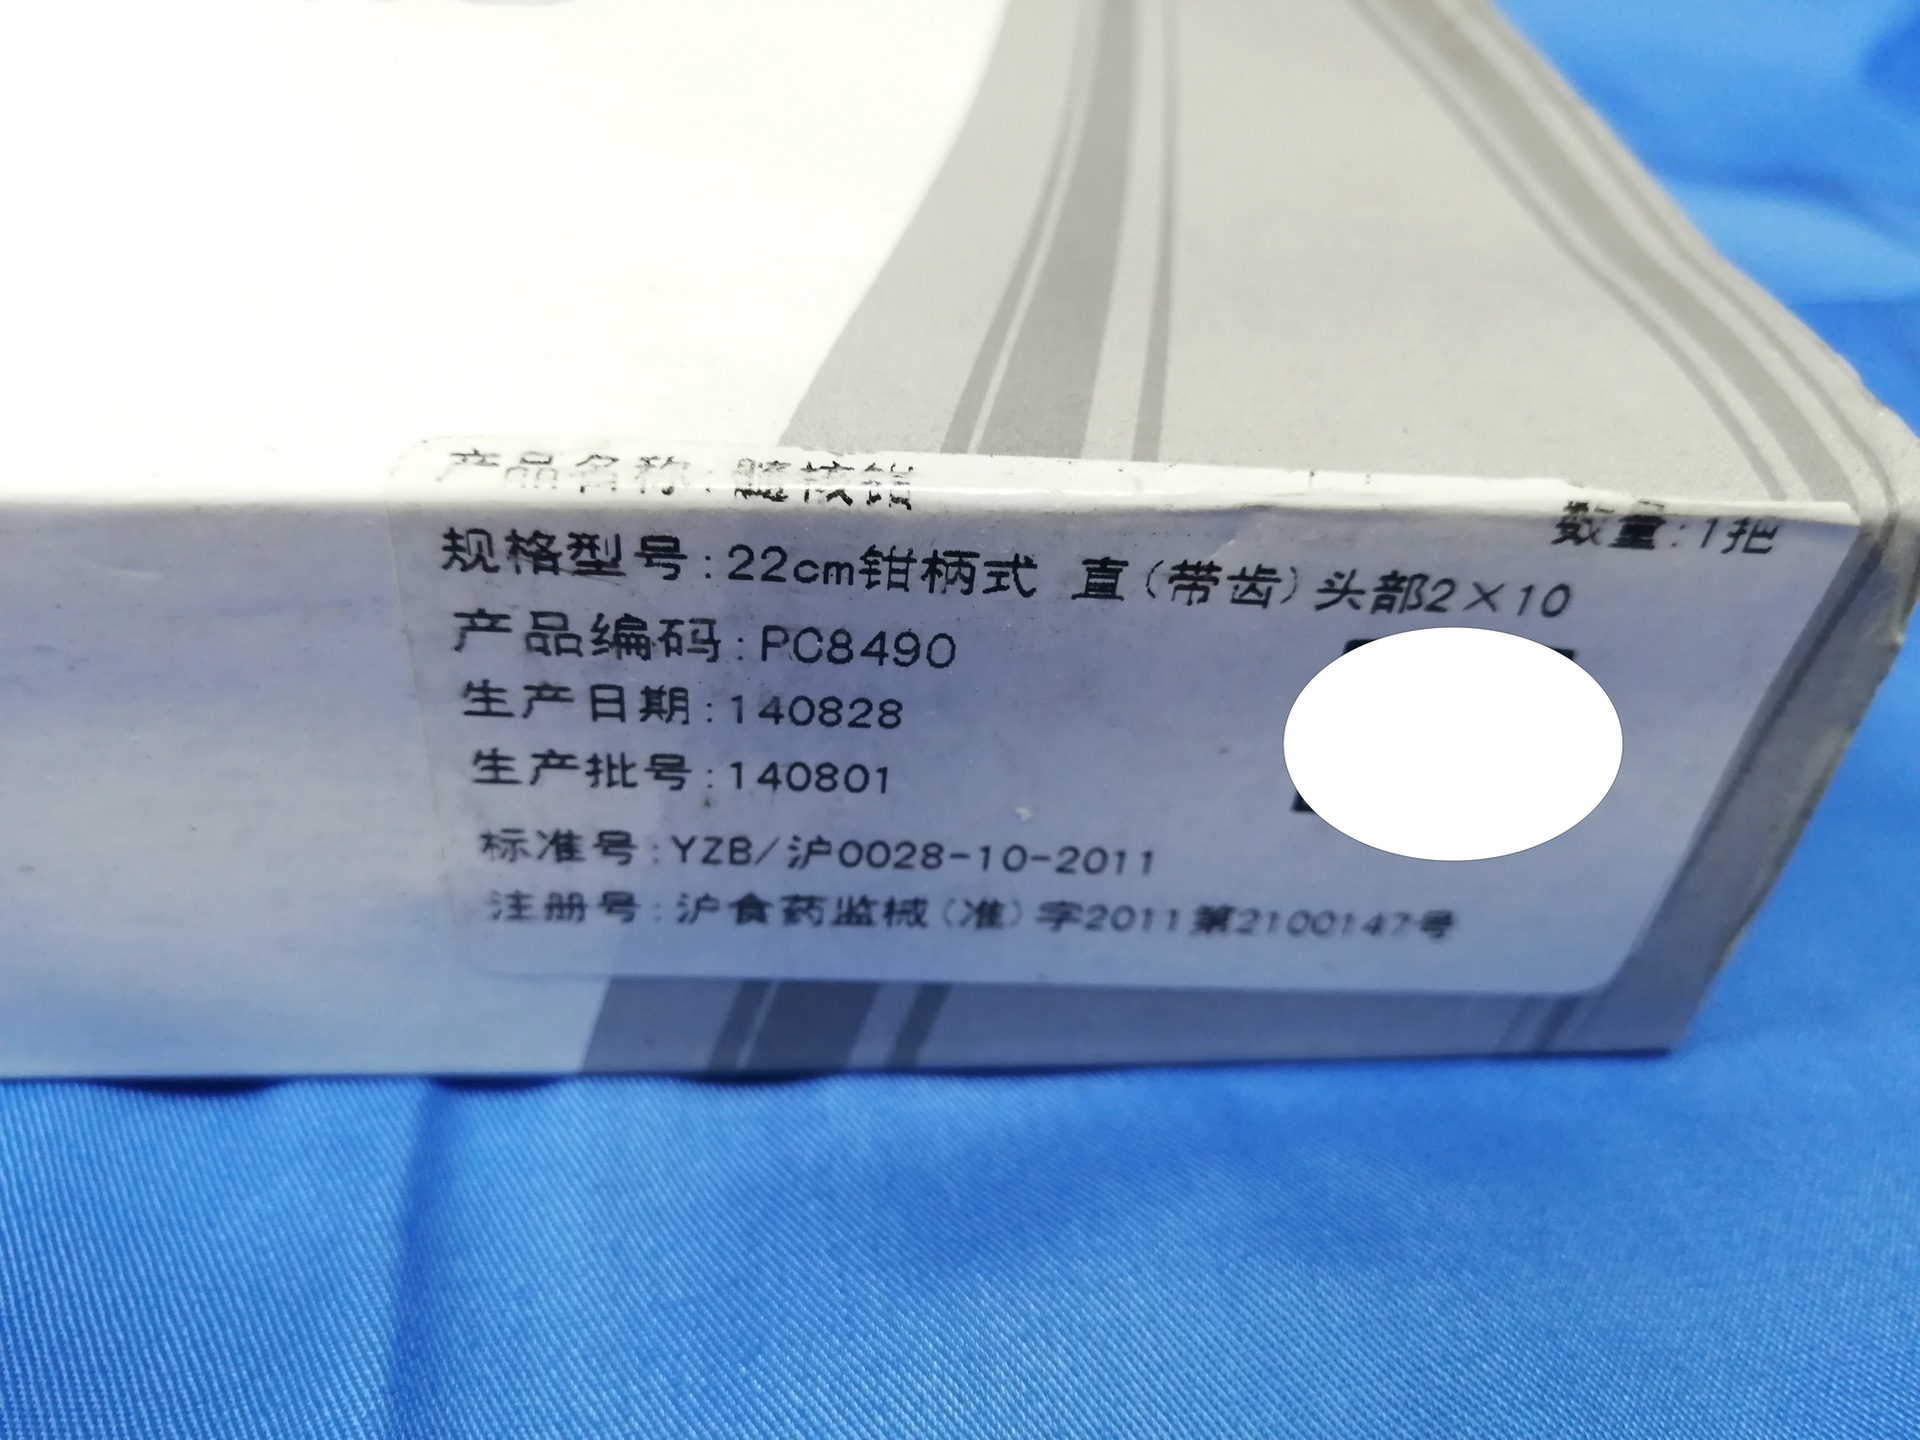 产品名称:髓核钳
数量:1把
规格型号:22cm钳柄式 直(带齿)头部2×10
产品编码:PC8490
生产日期:140828
生产批号:140801
标准号:YZB/沪0028-10-2011
注册号:沪食药监械(准)字2011第2100147号